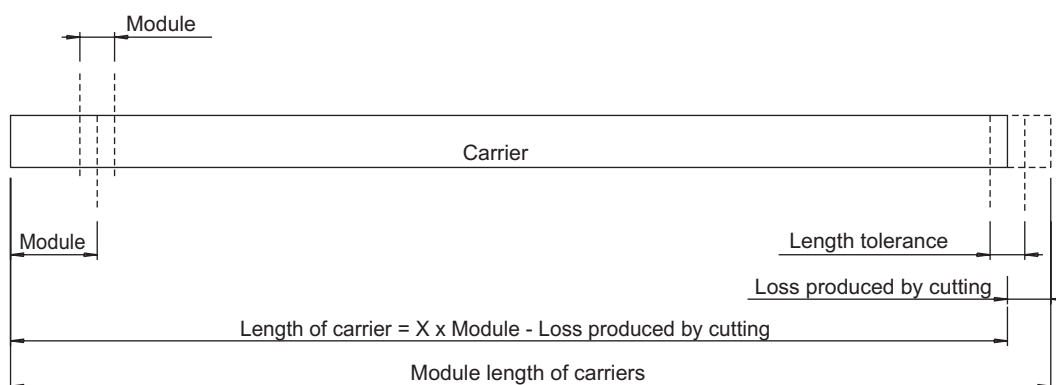 Module
Carrier
Module
Length tolerance
Loss produced by cutting
Length of carrier = X x Module - Loss produced by cutting
Module length of carriers